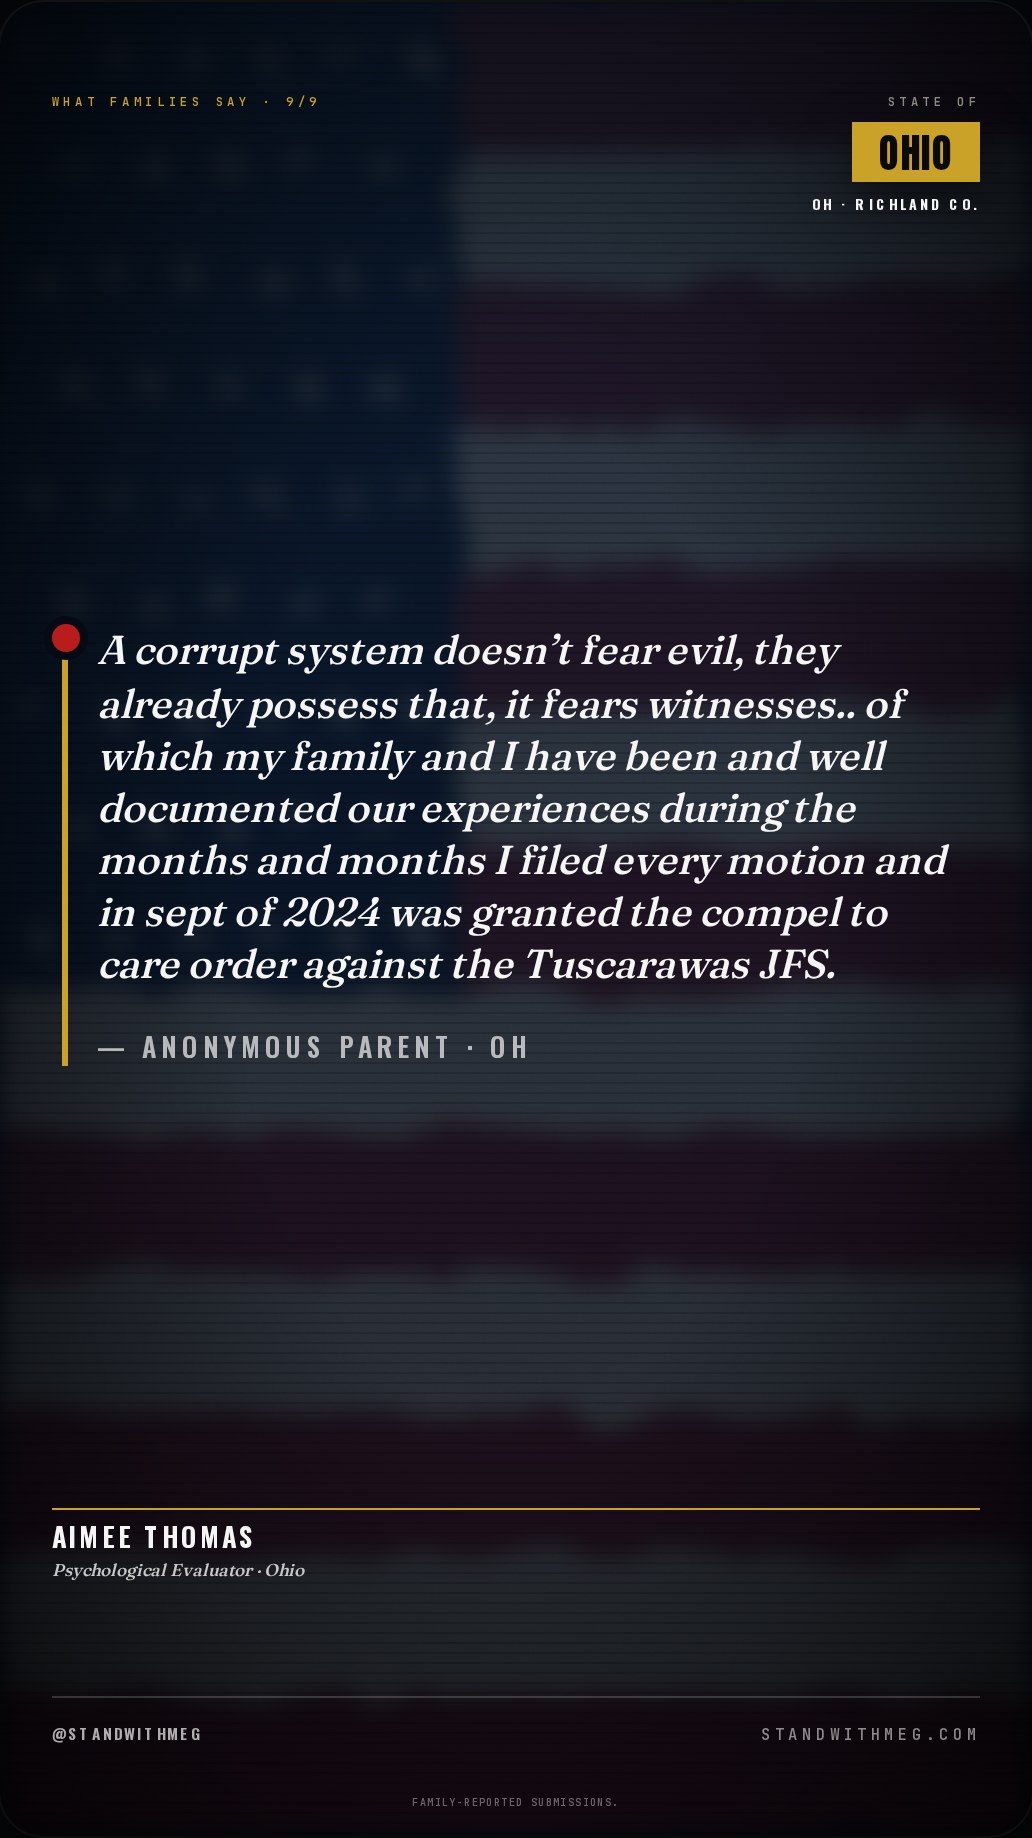 WHAT FAMILIES SAY · 9/9
STATE OF
OHIO
OH · RICHLAND CO.
A corrupt system doesn’t fear evil, they
already possess that, it fears witnesses.. of
which my family and I have been and well
documented our experiences during the
months and months I filed every motion and
in sept of 2024 was granted the compel to
care order against the Tuscarawas JFS.
— ANONYMOUS PARENT · OH
AIMEE THOMAS
Psychological Evaluator · Ohio
@STANDWITHMEG
STANDWITHMEG.COM
FAMILY-REPORTED SUBMISSIONS.